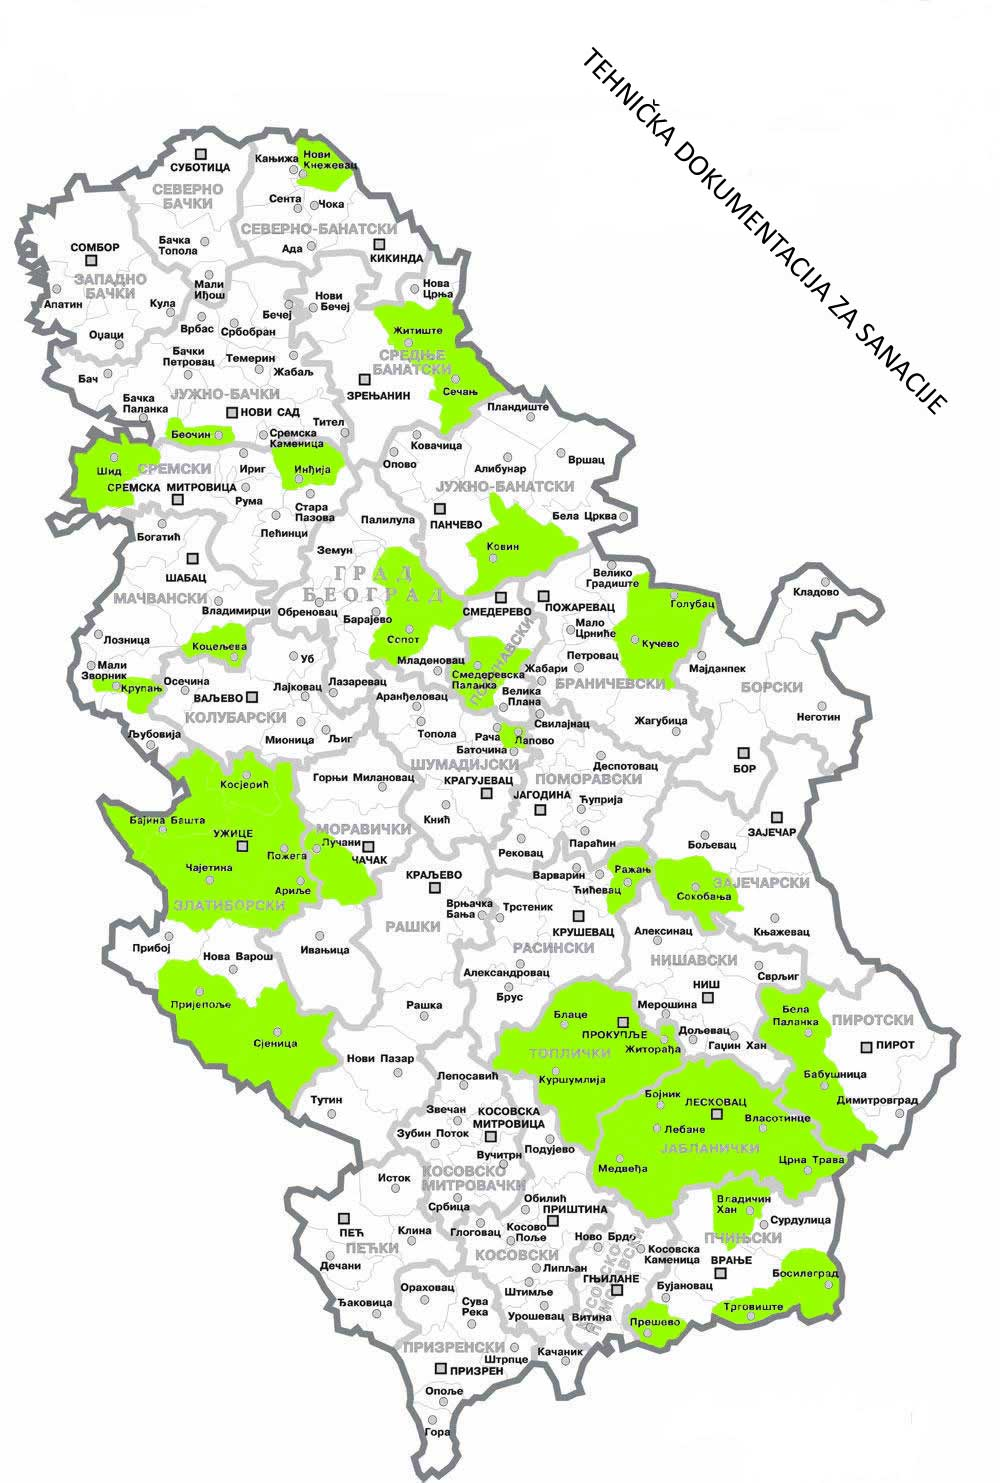 TEHNIČKA DOKUMENTACIJA ZA SANACIJE
СУБОТИЦА
Кањижа
Нови
Кнежевац
СЕВЕРНО
БАЧКИ
Сента
Чока
СЕВЕРНО-БАНАТСКИ
Бачка
Топола
Ада
КИКИНДА
СОМБОР
ЗАПАДНО
БАЧКИ
Мали
Иђош
Нова
Црња
Апатин
Кула
Бечеј
Нови
Бечеј
Врбас
Србобран
Житиште
Оџаци
Бачки
Петровац
Темерин
Жабаљ
СРЕДЊЕ
БАНАТСКИ
Бач
ЈУЖНО-БАЧКИ
ЗРЕЊАНИН
Сечањ
Бачка
Паланка
НОВИ САД
Пландиште
Беочин
Сремска
Каменица
Тител
Ковачица
Шид
СРЕМСКИ
Ириг
Инђија
Опово
Алибунар
Вршац
СРЕМСКА МИТРОВИЦА
Рума
ЈУЖНО-БАНАТСКИ
Стара
Пазова
Палилула
ПАНЧЕВО
Бела Црква
Богатић
Пећинци
Земун
Ковин
ШАБАЦ
ГРАД
БЕОГРАД
Велико
Градиште
Кладово
МАЧВАНСКИ
Владимирци
Обреновац
Барајево
СМЕДЕРЕВО
ПОЖАРЕВАЦ
Голубац
Лозница
Коцељева
Сопот
Мало
Црниће
Кучево
Мали
Зворник
Уб
Младеновац
Петровац
Мајданпек
Крупањ
Осечина
ВАЉЕВО
Лајковац
Лазаревац
Смедеревска
Паланка
Жабари
БРАНИЧЕВСКИ
БОРСКИ
Аранђеловац
Велика
Плана
КОЛУБАРСКИ
Свилајнац
Жагубица
Неготин
Љубовија
Мионица
Љиг
Топола
Рача
Лапово
Баточина
ШУМАДИЈСКИ
Деспотовац
БОР
Косјерић
Горњи Милановац
КРАГУЈЕВАЦ
ПОМОРАВСКИ
ЈАГОДИНА
Ћуприја
Бајина Башта
УЖИЦЕ
МОРАВИЧКИ
Кнић
ЗАЈЕЧАР
Лучани
ЧАЧАК
Рековац
Параћин
Бољевац
Пожега
Чајетина
КРАЉЕВО
Варварин
Ражањ
Ариље
Ћићевац
Сокобања
ЗАЈЕЧАРСКИ
ЗЛАТИБОРСКИ
Врњачка
Бања
Трстеник
РАШКИ
КРУШЕВАЦ
Алексинац
Књажевац
Прибој
Ивањица
РАСИНСКИ
НИШАВСКИ
Нова Варош
Александровац
Сврљиг
Брус
НИШ
Пријепоље
Рашка
Блаце
Мерошина
Бела
Паланка
ПИРОТСКИ
ПРОКУПЉЕ
Дољевац
Гаџин Хан
Сјеница
ТОПЛИЧКИ
Житорађа
ПИРОТ
Нови Пазар
Лепосавић
Куршумлија
Бабушница
Тутин
Бојник
ЛЕСКОВАЦ
Димитровград
Звечан
КОСОВСКА
МИТРОВИЦА
Власотинце
Зубин Поток
Лебане
Вучитрн
Подујево
ЈАБЛАНИЧКИ
Медвеђа
Црна Трава
Исток
КОСОВСКО
МИТРОВАЧКИ
Србица
Обилић
ПРИШТИНА
Владичин
Хан
Сурдулица
ПЕЋ
Клина
Глоговац
Косово
Поље
Ново Брдо
ПЧИЊСКИ
ПЕЋКИ
КОСОВСКИ
Косовска
Каменица
Дечани
Липљан
ВРАЊЕ
Босилеград
ГЊИЛАНЕ
Бујановац
Ђаковица
Ораховац
Сува
Река
Штимље
Урошевац
Витина
Трговиште
Прешево
ПРИЗРЕНСКИ
Штрпце
Качаник
ПРИЗРЕН
Опоље
Гора